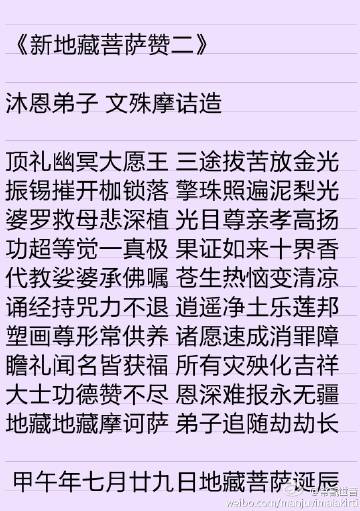 《新地藏菩萨赞二》
沐恩弟子 文殊摩诘造
顶礼幽冥大愿王 三途拔苦放金光
振锡摧开枷锁落 擎珠照遍泥犁光
婆罗救母悲深植 光目尊亲孝高扬
功超等觉一真极 果证如来十界香
代教娑婆承佛嘱 苍生热恼变清凉
诵经持咒力不退 逍遥净土乐莲邦
塑画尊形常供养 诸愿速成消罪障
瞻礼闻名皆获福 所有灾殃化吉祥
大士功德赞不尽 恩深难报永无疆
地藏地藏摩诃萨 弟子追随劫劫长
甲午年七月廿九日地藏菩萨诞辰
weibo.com/manjuvimalakirti